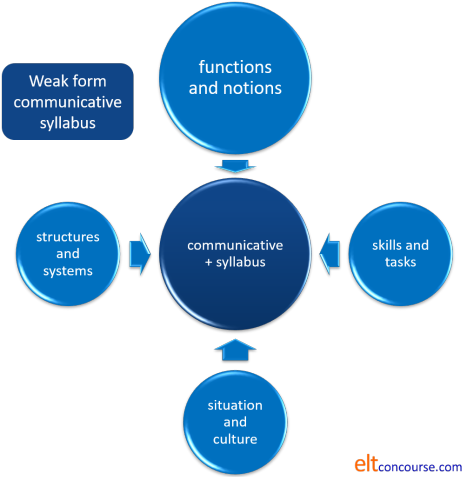 functions
and notions
Weak form
communicative
syllabus
structures
and
systems
communicative
+ syllabus
skills and
tasks
situation
and
culture
eltconcourse.com